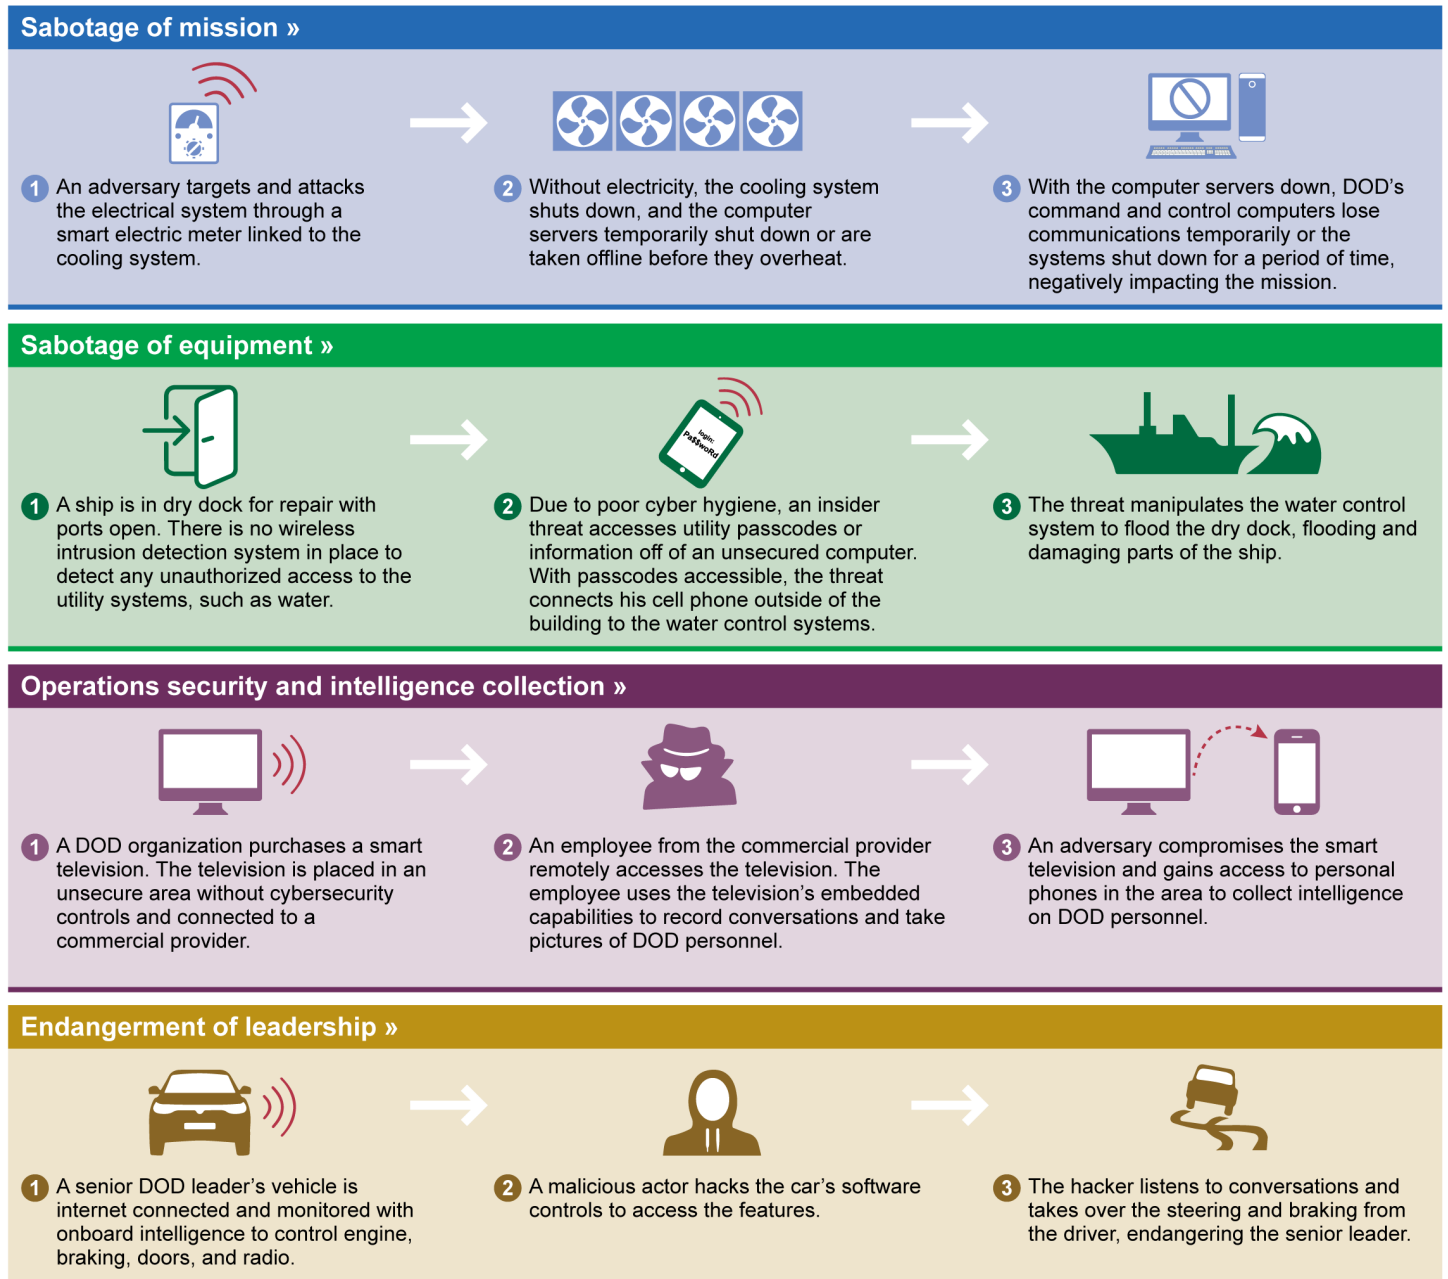 Sabotage of mission »
1 An adversary targets and attacks
the electrical system through a
smart electric meter linked to the
cooling system.
2 Without electricity, the cooling system
shuts down, and the computer
servers temporarily shut down or are
taken offline before they overheat.
3 With the computer servers down, DOD’s
command and control computers lose
communications temporarily or the
systems shut down for a period of time,
negatively impacting the mission.
Sabotage of equipment »
login:
Pa$$woRd
1 A ship is in dry dock for repair with
ports open. There is no wireless
intrusion detection system in place to
detect any unauthorized access to the
utility systems, such as water.
2 Due to poor cyber hygiene, an insider
threat accesses utility passcodes or
information off of an unsecured computer.
With passcodes accessible, the threat
connects his cell phone outside of the
building to the water control systems.
3 The threat manipulates the water control
system to flood the dry dock, flooding and
damaging parts of the ship.
Operations security and intelligence collection »
1 A DOD organization purchases a smart
television. The television is placed in an
unsecure area without cybersecurity
controls and connected to a
commercial provider.
2 An employee from the commercial provider
remotely accesses the television. The
employee uses the television’s embedded
capabilities to record conversations and take
pictures of DOD personnel.
3 An adversary compromises the smart
television and gains access to personal
phones in the area to collect intelligence
on DOD personnel.
Endangerment of leadership »
1 A senior DOD leader’s vehicle is
internet connected and monitored with
onboard intelligence to control engine,
braking, doors, and radio.
2 A malicious actor hacks the car’s software
controls to access the features.
3 The hacker listens to conversations and
takes over the steering and braking from
the driver, endangering the senior leader.